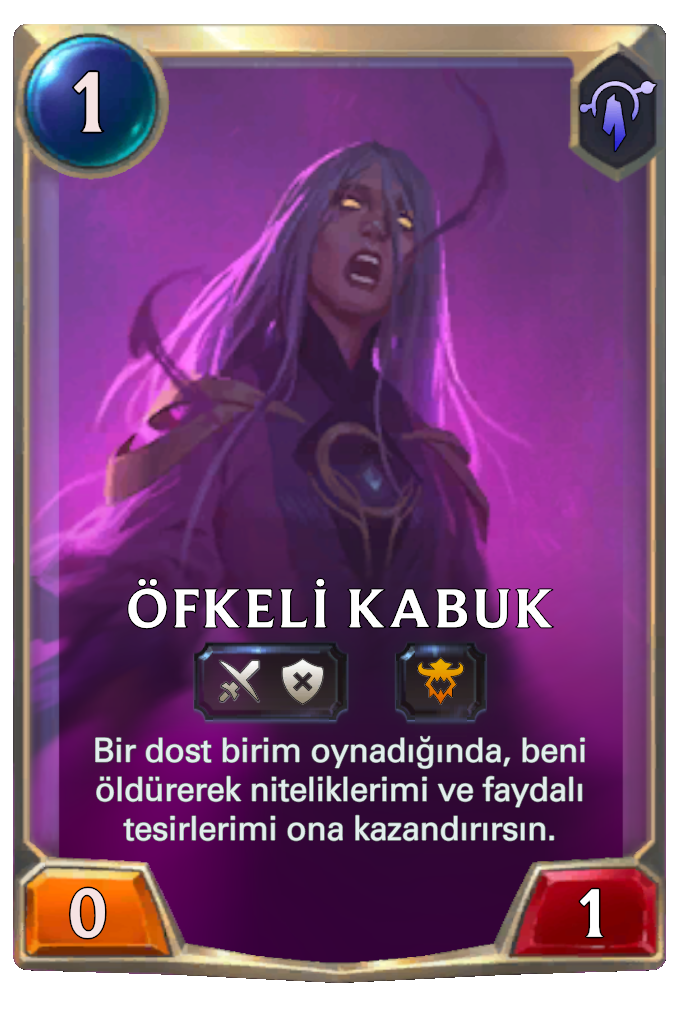 1
ÖFKELİ KABUK
Bir dost birim oynadığında, beni
öldürerek niteliklerimi ve faydalı
tesirlerimi ona kazandırırsın.
0
1